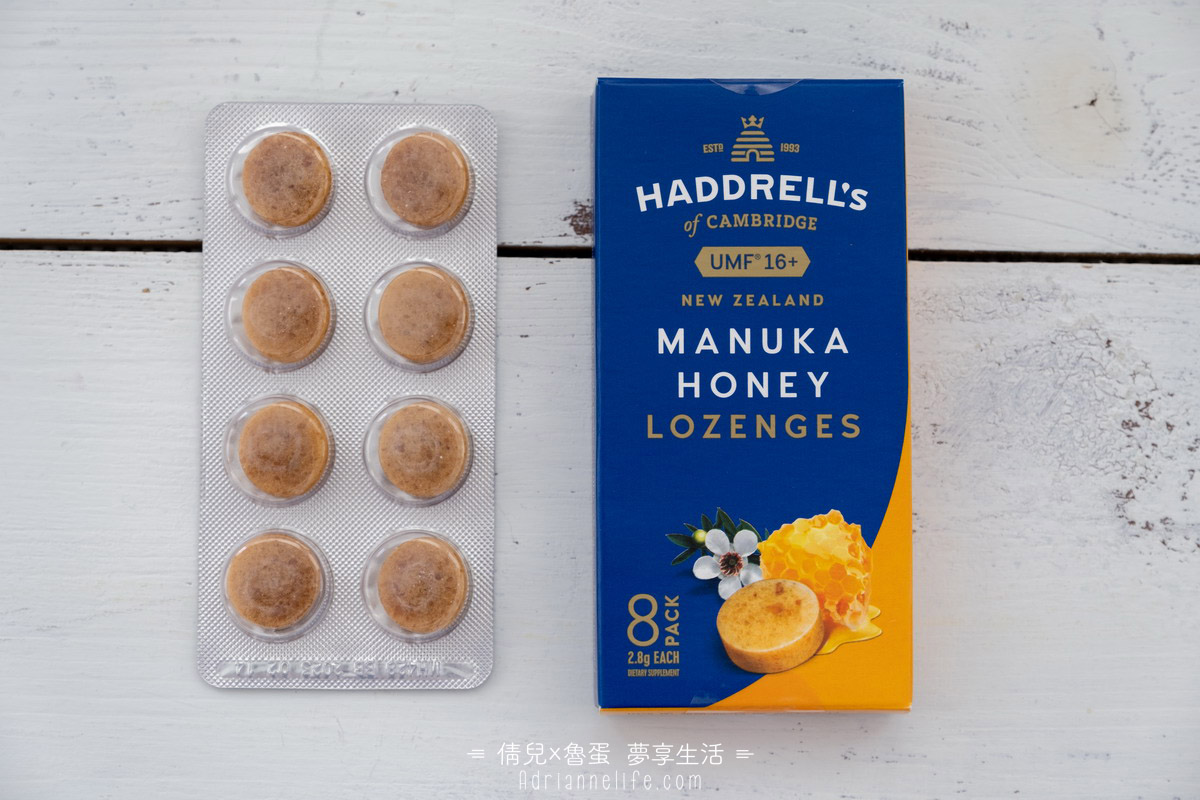 ESTD 1993
HADDRELL'S
of CAMBRIDGE
UMF® 16+
NEW ZEALAND
MANUKA
HONEY
LOZENGES
8 PACK
2.8g EACH
DIETARY SUPPLEMENT
倩兒x魯蛋 夢享生活
Adriannelife.com